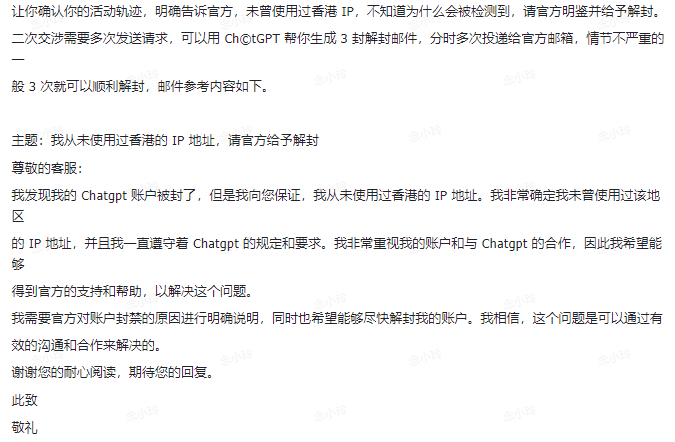 让你确认你的活动轨迹，明确告诉官方，未曾使用过香港 IP，不知道为什么会被检测到，请官方明鉴并给予解封。
二次交涉需要多次发送请求，可以用 Ch©tGPT 帮你生成 3 封解封邮件，分时多次投递给官方邮箱，情节不严重的
一
般 3 次就可以顺利解封，邮件参考内容如下。
主题：我从未使用过香港的 IP 地址，请官方给予解封
尊敬的客服：
我发现我的 Chatgpt 账户被封了，但是我向您保证，我从未使用过香港的 IP 地址。我非常确定我未曾使用过该地
区
的 IP 地址，并且我一直遵守着 Chatgpt 的规定和要求。我非常重视我的账户和与 Chatgpt 的合作，因此我希望能
够
得到官方的支持和帮助，以解决这个问题。
我需要官方对账户封禁的原因进行明确说明，同时也希望能够尽快解封我的账户。我相信，这个问题是可以通过有
效的沟通和合作来解决的。
谢谢您的耐心阅读，期待您的回复。
此致
敬礼